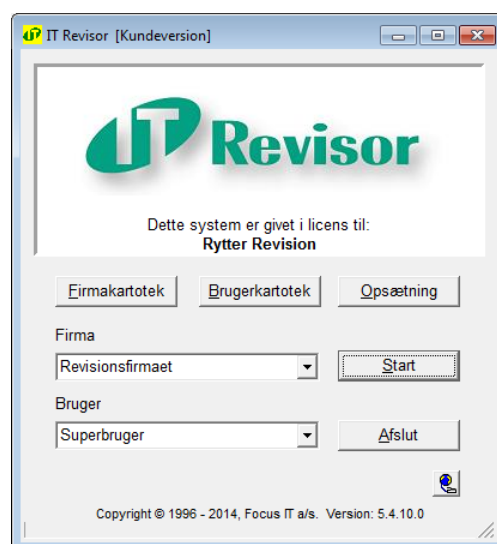 IT Revisor [Kundeversion]
IT Revisor
Dette system er givet i licens til:
Rytter Revision
Firmakartotek Brugerkartotek Opsætning
Firma
Revisionsfirmaet Start
Bruger
Superbruger Afslut
Copyright © 1996 - 2014, Focus IT a/s. Version: 5.4.10.0